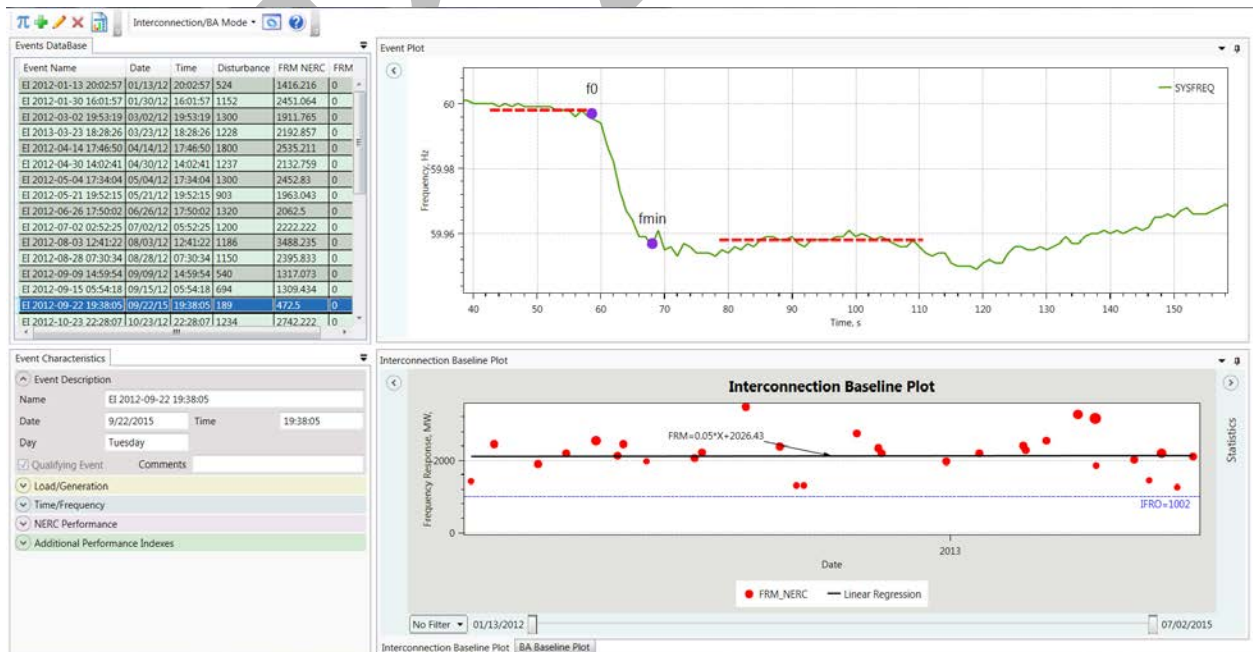 Interconnection/BA Mode
Events DataBase
Event Name Date Time Disturbance FRM NERC FRM
EI 2012-01-13 20:02:57 01/13/12 20:02:57 524 1416.216 0
EI 2012-01-30 16:01:57 01/30/12 16:01:57 1152 2451.064 0
EI 2012-03-02 19:53:19 03/02/12 19:53:19 1300 1911.765 0
EI 2013-03-23 18:28:26 03/23/12 18:28:26 1228 2192.857 0
EI 2012-04-14 17:46:50 04/14/12 17:46:50 1800 2535.211 0
EI 2012-04-30 14:02:41 04/30/12 14:02:41 1237 2132.759 0
EI 2012-05-04 17:34:04 05/04/12 17:34:04 1300 2452.83 0
EI 2012-05-21 19:52:15 05/21/12 19:52:15 903 1963.043 0
EI 2012-06-26 17:50:02 06/26/12 17:50:02 1320 2062.5 0
EI 2012-07-02 02:52:25 07/02/12 05:52:25 1200 2222.222 0
EI 2012-08-03 12:41:22 08/03/12 12:41:22 1186 3488.235 0
EI 2012-08-28 07:30:34 08/28/12 07:30:34 1150 2395.833 0
EI 2012-09-09 14:59:54 09/09/12 14:59:54 540 1317.073 0
EI 2012-09-15 05:54:18 09/15/12 05:54:18 694 1309.434 0
EI 2012-09-22 19:38:05 09/22/15 19:38:05 189 472.5 0
EI 2012-10-23 22:28:07 10/23/12 22:28:07 1234 2742.222 0
Event Plot
f0
SYSFREQ
fmin
Frequency, Hz
60
59.98
59.96
40 50 60 70 80 90 100 110 120 130 140 150
Time, s
Event Characteristics
Event Description
Name EI 2012-09-22 19:38:05
Date 9/22/2015 Time 19:38:05
Day Tuesday
Qualifying Event Comments
Load/Generation
Time/Frequency
NERC Performance
Additional Performance Indexes
Interconnection Baseline Plot
Interconnection Baseline Plot
Frequency Response, MW,
2000
0
FRM=0.05*X+2026.43
IFRO=1002
2013
Date
FRM_NERC Linear Regression
Statistics
No Filter 01/13/2012 07/02/2015
Interconnection Baseline Plot BA Baseline Plot